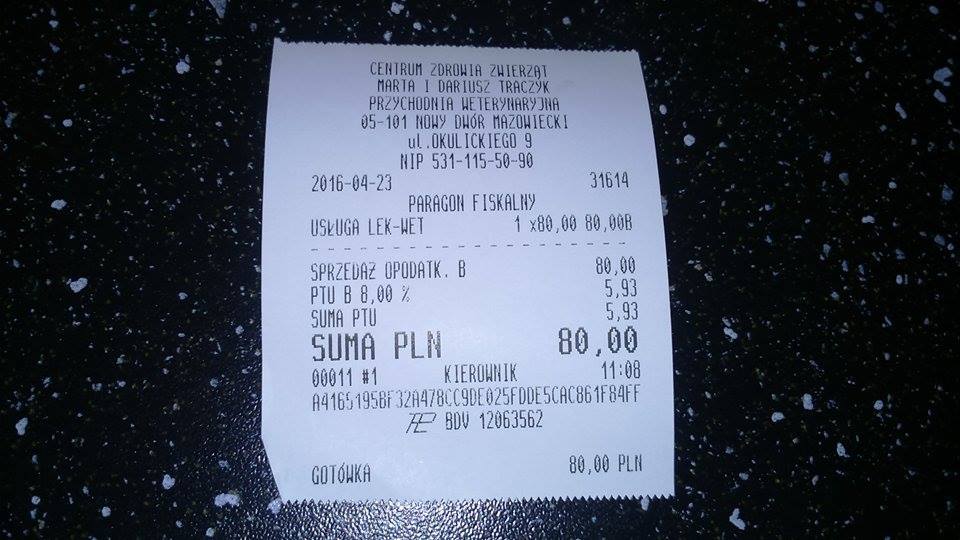 CENTRUM ZDROWIA ZWIERZĄT
MARTA I DARIUSZ TRACZYK
PRZYCHODNIA WETERYNARYJNA
05-101 NOWY DWÓR MAZOWIECKI
ul.OKULICKIEGO 9
NIP 531-115-50-90
2016-04-23 31614
PARAGON FISKALNY
USŁUGA LEK-WET 1 x80,00 80,00B
SPRZEDAŻ OPODATK. B 80,00
PTU B 8,00 % 5,93
SUMA PTU 5,93
SUMA PLN 80,00
00011 #1 KIEROWNIK 11:08
A4165195BF32A478CC9DE025FDDE5CAC861F84FF
BDV 12063562
GOTÓWKA 80,00 PLN